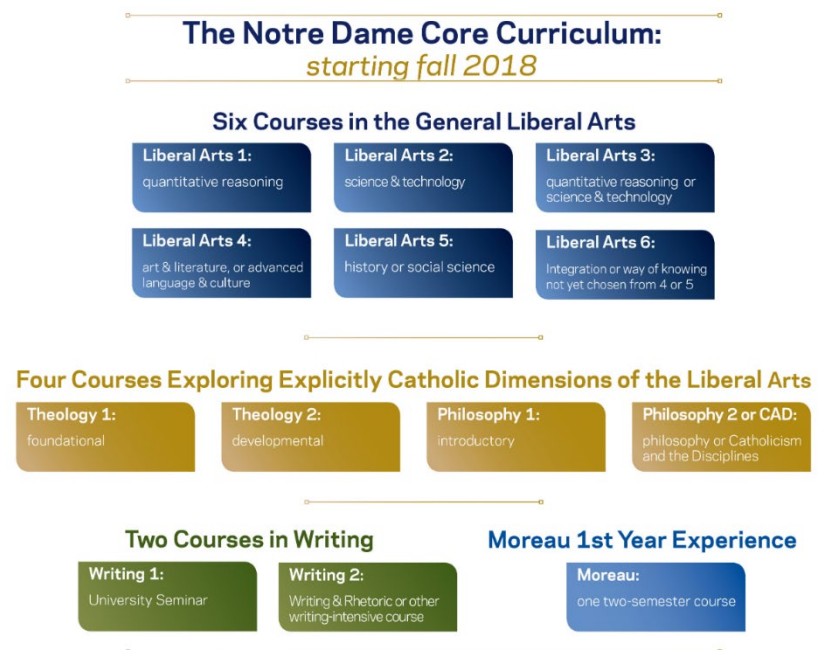 The Notre Dame Core Curriculum:
starting fall 2018
Six Courses in the General Liberal Arts
Liberal Arts 1:
quantitative reasoning
Liberal Arts 2:
science & technology
Liberal Arts 3:
quantitative reasoning or
science & technology
Liberal Arts 4:
art & literature, or advanced
language & culture
Liberal Arts 5:
history or social science
Liberal Arts 6:
Integration or way of knowing
not yet chosen from 4 or 5
Four Courses Exploring Explicitly Catholic Dimensions of the Liberal Arts
Theology 1:
foundational
Theology 2:
developmental
Philosophy 1:
introductory
Philosophy 2 or CAD:
philosophy or Catholicism
and the Disciplines
Two Courses in Writing
Writing 1:
University Seminar
Writing 2:
Writing & Rhetoric or other
writing-intensive course
Moreau 1st Year Experience
Moreau:
one two-semester course